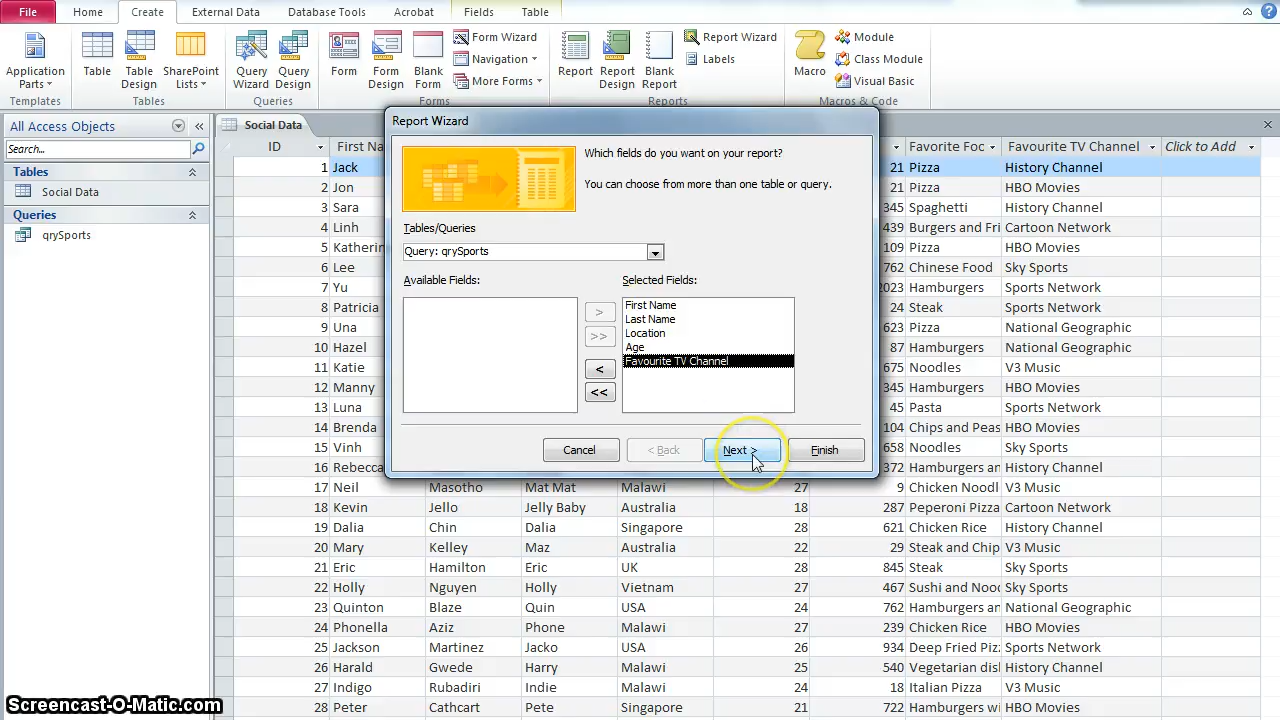 File Home Create External Data Database Tools Acrobat Fields Table
Application Parts
Table
Table Design
SharePoint Lists
Query Wizard
Query Design
Form
Form Design
Blank Form
Form Wizard
Navigation
More Forms
Report
Report Design
Blank Report
Report Wizard
Labels
Macro
Module
Class Module
Visual Basic
Templates Tables Queries Forms Reports Macros & Code
All Access Objects
Search...
Tables
Social Data
Queries
qrySports
Social Data
ID First Na Favorite Foc Favourite TV Channel Click to Add
Report Wizard
Which fields do you want on your report?
You can choose from more than one table or query.
Tables/Queries
Query: qrySports
Available Fields: Selected Fields:
First Name
Last Name
Location
Age
Favourite TV Channel
>
>>
<
<<
Cancel < Back Next > Finish
1 Jack 21 Pizza History Channel
2 Jon 21 Pizza HBO Movies
3 Sara 345 Spaghetti HBO Movies
4 Linh 439 Burgers and Fri Cartoon Network
5 Katherin 109 Pizza HBO Movies
6 Lee 762 Chinese Food Sky Sports
7 Yu 2023 Hamburgers Sports Network
8 Patricia 24 Steak Sports Network
9 Una 623 Pizza National Geographic
10 Hazel 87 Hamburgers National Geographic
11 Katie 675 Noodles V3 Music
12 Manny 345 Hamburgers HBO Movies
13 Luna 45 Pasta Sports Network
14 Brenda 104 Chips and Peas HBO Movies
15 Vinh 658 Noodles Sky Sports
16 Rebecca 372 Hamburgers and History Channel
17 Neil Masotho Mat Mat Malawi 27 9 Chicken Noodl V3 Music
18 Kevin Jello Jelly Baby Australia 18 287 Peperoni Pizza Cartoon Network
19 Dalia Chin Dalia Singapore 28 621 Chicken Rice History Channel
20 Mary Kelley Maz Australia 22 29 Steak and Chip V3 Music
21 Eric Hamilton Eric UK 28 845 Steak Sky Sports
22 Holly Nguyen Holly Vietnam 28 467 Sushi and Nood Sky Sports
23 Quinton Blaze Quin USA 24 762 Hamburgers an National Geographic
24 Phonella Aziz Phone Malawi 27 239 Chicken Rice HBO Movies
25 Jackson Martinez Jacko USA 26 934 Deep Fried Piz Sports Network
26 Harald Gwede Harry Malawi 25 540 Vegetarian disl History Channel
27 Indigo Rubadiri Indie Malawi 24 18 Italian Pizza V3 Music
28 Peter Cathcart Pete Singapore 21 722 Hamburgers wi HBO Movies
Screencast-O-Matic.com